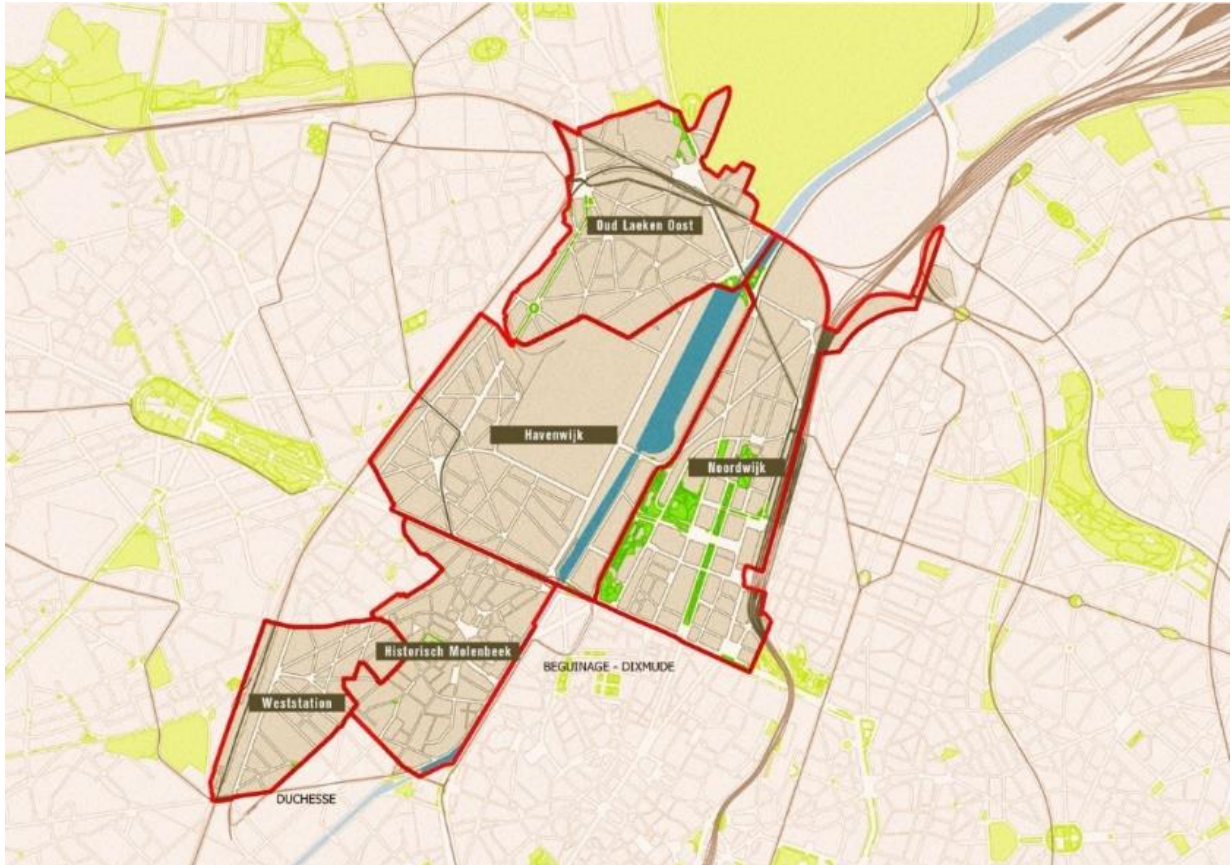 Oud Laeken Oost
Havenwijk
Noordwijk
Historisch Molenbeek
BEGUINAGE - DIXMUDE
Weststation
DUCHESSE